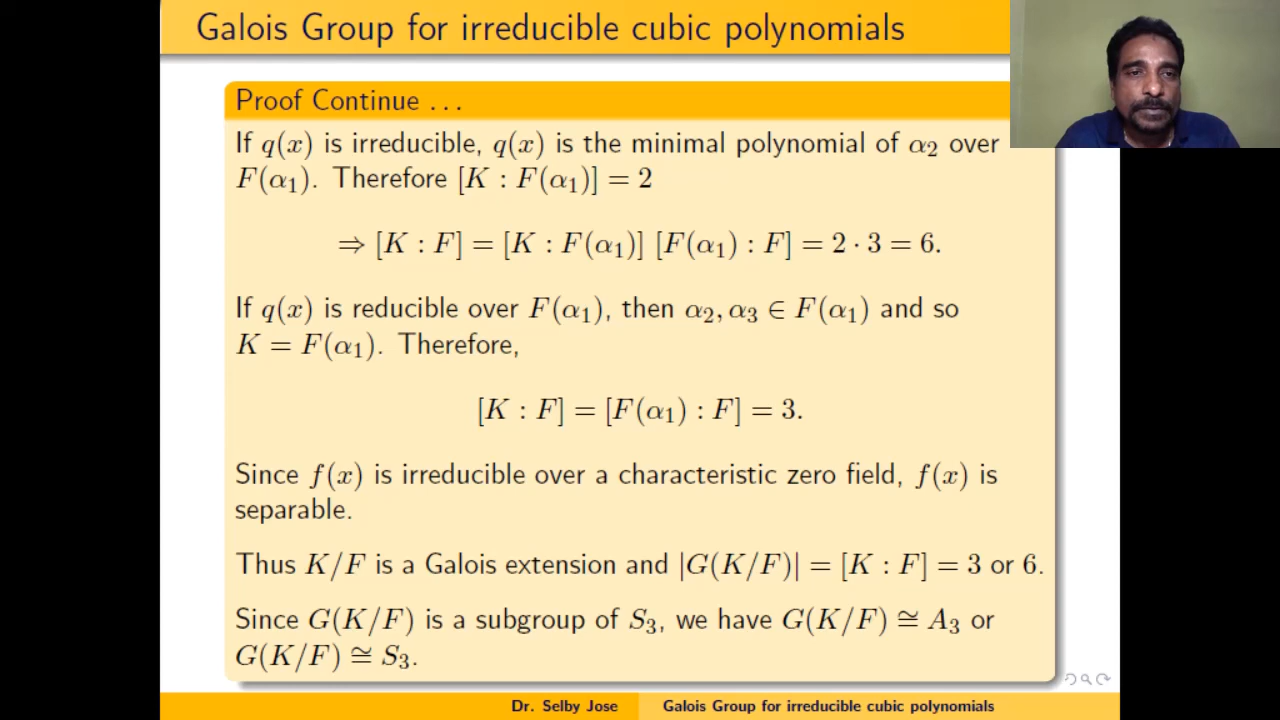 Galois Group for irreducible cubic polynomials
Proof Continue . . .
If q(x) is irreducible, q(x) is the minimal polynomial of α₂ over
F(α₁). Therefore [K : F(α₁)] = 2
⇒ [K : F] = [K : F(α₁)] [F(α₁) : F] = 2 · 3 = 6.
If q(x) is reducible over F(α₁), then α₂, α₃ ∈ F(α₁) and so
K = F(α₁). Therefore,
[K : F] = [F(α₁) : F] = 3.
Since f(x) is irreducible over a characteristic zero field, f(x) is
separable.
Thus K/F is a Galois extension and |G(K/F)| = [K : F] = 3 or 6.
Since G(K/F) is a subgroup of S₃, we have G(K/F) ≅ A₃ or
G(K/F) ≅ S₃.
Dr. Selby Jose Galois Group for irreducible cubic polynomials